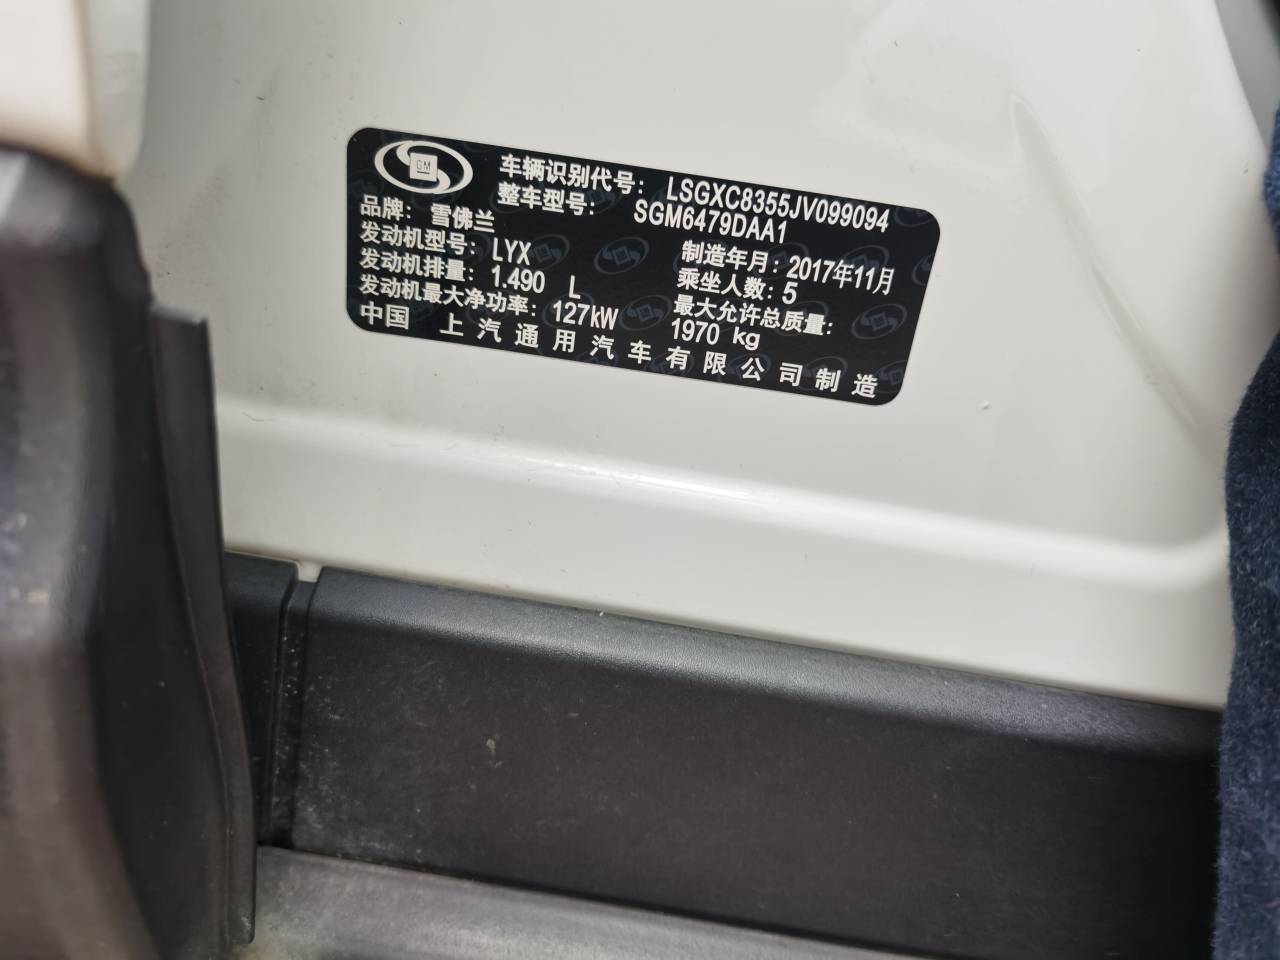 GM
车辆识别代号: LSGXC8355JV099094
整车型号: SGM6479DAA1
品牌: 雪佛兰
发动机型号: LYX 制造年月: 2017年11月
发动机排量: 1.490 L 乘坐人数: 5
发动机最大净功率: 127kW 最大允许总质量: 1970 kg
中国 上汽通用汽车有限公司制造